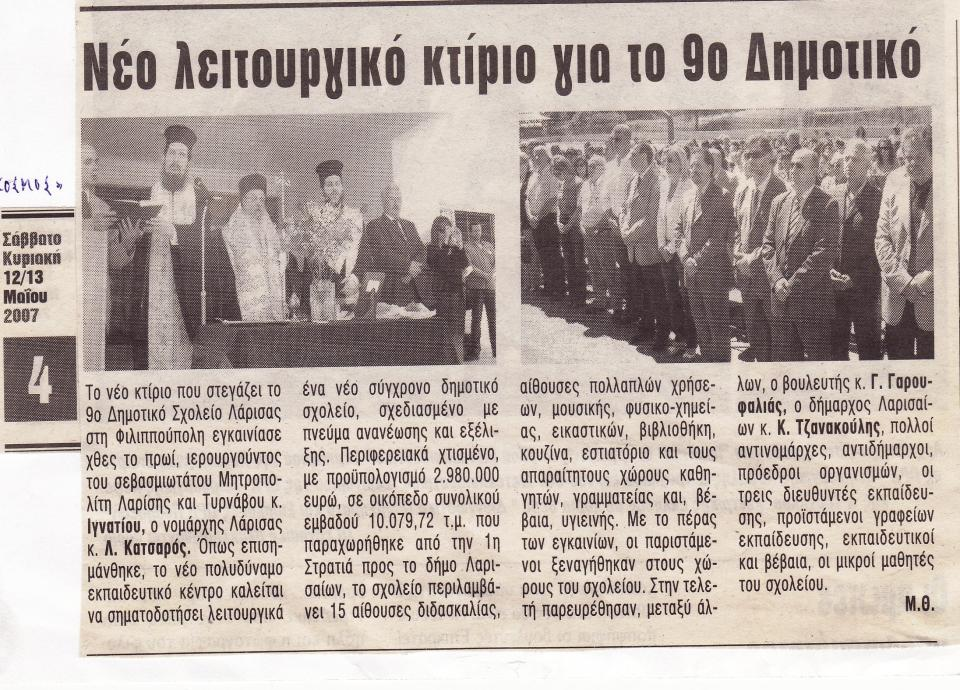 Νέο λειτουργικό κτίριο για το 9ο Δημοτικό
Σάββατο
Κυριακή
12/13
Μαΐου
2007
4
Το νέο κτίριο που στεγάζει το
9ο Δημοτικό Σχολείο Λάρισας
στη Φιλιππούπολη εγκαινίασε
χθες το πρωί, ιερουργούντος
του σεβασμιωτάτου Μητροπο-
λίτη Λαρίσης και Τυρνάβου κ.
Ιγνατίου, ο νομάρχης Λάρισας
κ. Λ. Κατσαρός. Όπως επιση-
μάνθηκε, το νέο πολυδύναμο
εκπαιδευτικό κέντρο καλείται
να σηματοδοτήσει λειτουργικά
ένα νέο σύγχρονο δημοτικό
σχολείο, σχεδιασμένο με
πνεύμα ανανέωσης και εξέλι-
ξης. Περιφερειακά χτισμένο,
με προϋπολογισμό 2.980.000
ευρώ, σε οικόπεδο συνολικού
εμβαδού 10.079,72 τ.μ. που
παραχωρήθηκε από την 1η
Στρατιά προς το δήμο Λαρι-
σαίων, το σχολείο περιλαμβά-
νει 15 αίθουσες διδασκαλίας,
αίθουσες πολλαπλών χρήσε-
ων, μουσικής, φυσικο-χημεί-
ας, εικαστικών, βιβλιοθήκη,
κουζίνα, εστιατόριο και τους
απαραίτητους χώρους καθη-
γητών, γραμματείας και, βέ-
βαια, υγιεινής. Με το πέρας
των εγκαινίων, οι παριστάμε-
νοι ξεναγήθηκαν στους χώ-
ρους του σχολείου. Στην τελε-
τή παρευρέθησαν, μεταξύ άλ-
λων, ο βουλευτής κ. Γ. Γαρου-
φαλιάς, ο δήμαρχος Λαρισαί-
ων κ. Κ. Τζανακούλης, πολλοί
αντινομάρχες, αντιδήμαρχοι,
πρόεδροι οργανισμών, οι
τρεις διευθυντές εκπαίδευ-
σης, προϊστάμενοι γραφείων
εκπαίδευσης, εκπαιδευτικοί
και βέβαια, οι μικροί μαθητές
του σχολείου.
Μ.Θ.